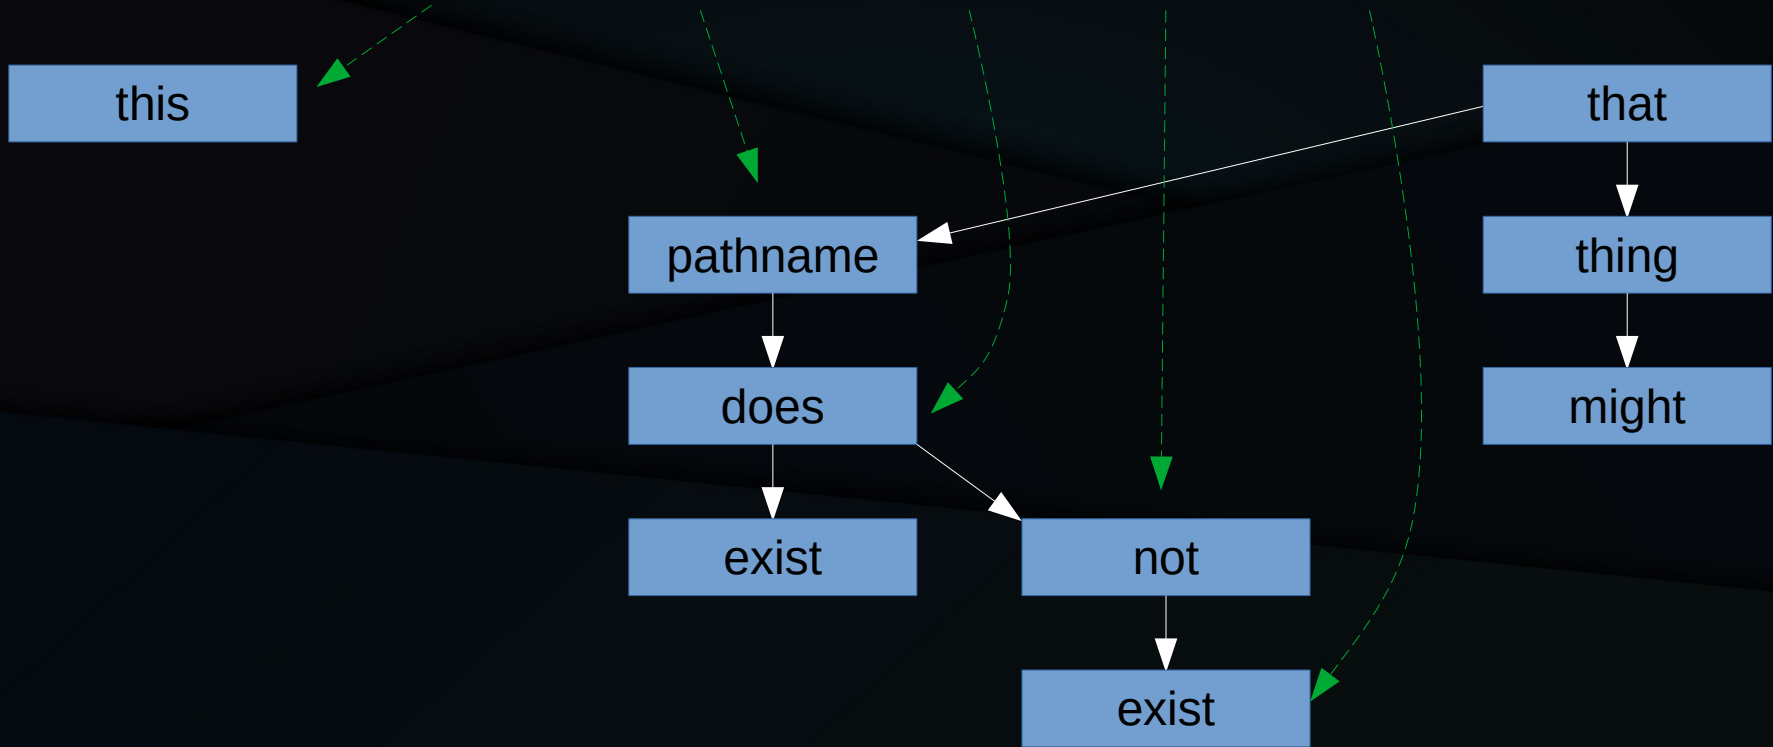 this
that
pathname
thing
does
might
exist
not
exist